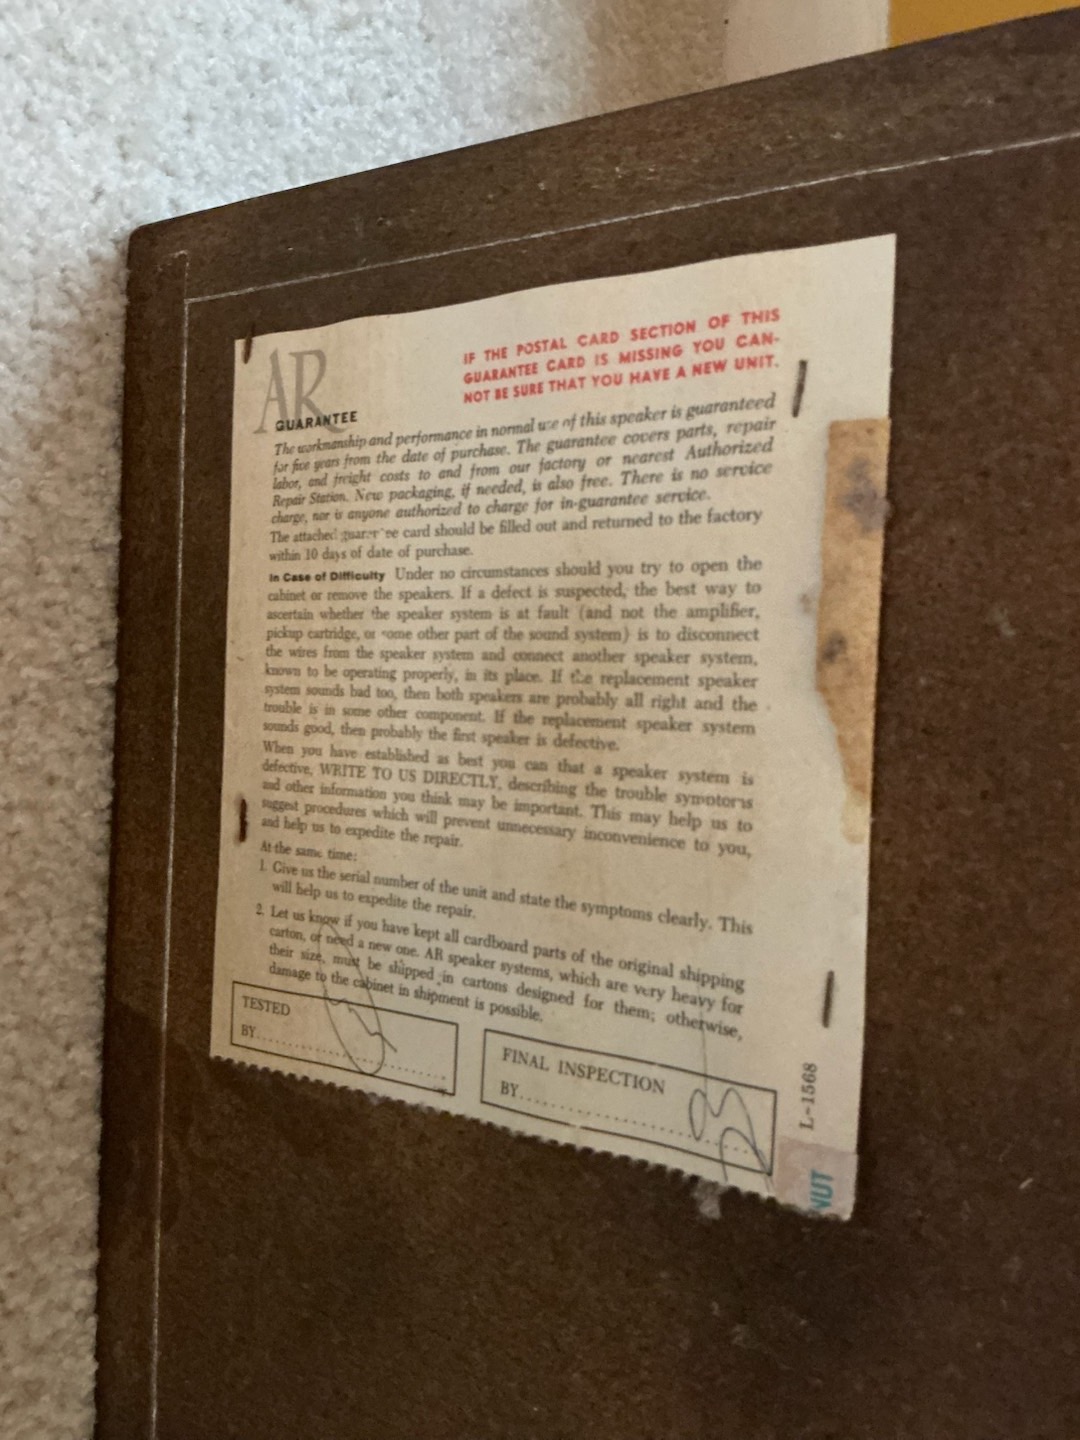 IF THE POSTAL CARD SECTION OF THIS
GUARANTEE CARD IS MISSING YOU CAN-
NOT BE SURE THAT YOU HAVE A NEW UNIT.
AR
GUARANTEE
The workmanship and performance in normal use of this speaker is guaranteed
for five years from the date of purchase. The guarantee covers parts, repair
labor, and freight costs to and from our factory or nearest Authorized
Repair Station. New packaging, if needed, is also free. There is no service
charge, nor is anyone authorized to charge for in-guarantee service.
The attached guarantee card should be filled out and returned to the factory
within 10 days of date of purchase.
In Case of Difficulty Under no circumstances should you try to open the
cabinet or remove the speakers. If a defect is suspected, the best way to
ascertain whether the speaker system is at fault (and not the amplifier,
pickup cartridge, or some other part of the sound system) is to disconnect
the wires from the speaker system and connect another speaker system,
known to be operating properly, in its place. If the replacement speaker
system sounds bad too, then both speakers are probably all right and the
trouble is in some other component. If the replacement speaker system
sounds good, then probably the first speaker is defective.
When you have established as best you can that a speaker system is
defective, WRITE TO US DIRECTLY, describing the trouble symptoms
and other information you think may be important. This may help us to
suggest procedures which will prevent unnecessary inconvenience to you,
and help us to expedite the repair.
At the same time:
1. Give us the serial number of the unit and state the symptoms clearly. This
will help us to expedite the repair.
2. Let us know if you have kept all cardboard parts of the original shipping
carton, or need a new one. AR speaker systems, which are very heavy for
their size, must be shipped in cartons designed for them; otherwise,
damage to the cabinet in shipment is possible.
TESTED
BY
FINAL INSPECTION
BY
L-1568
NUT